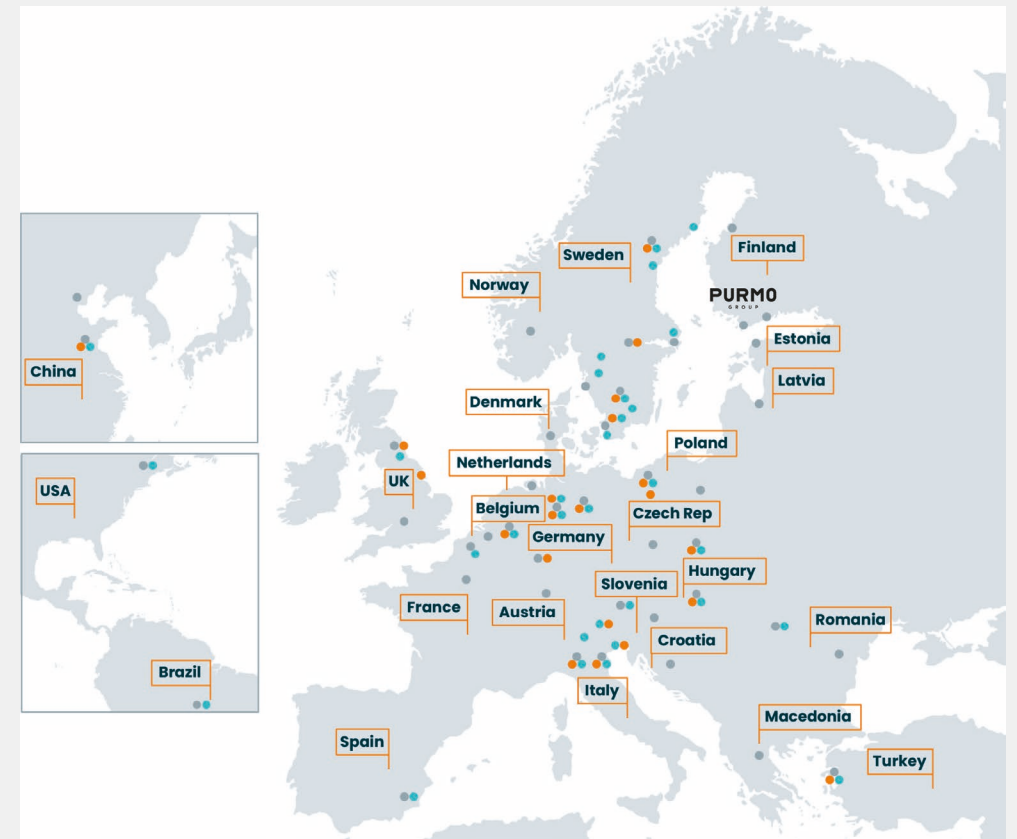 Finland
Sweden
Norway
PURMO
GROUP
Estonia
China
Latvia
Denmark
Poland
Netherlands
UK
USA
Belgium
Czech Rep
Germany
Hungary
Slovenia
France
Austria
Romania
Croatia
Brazil
Italy
Macedonia
Spain
Turkey